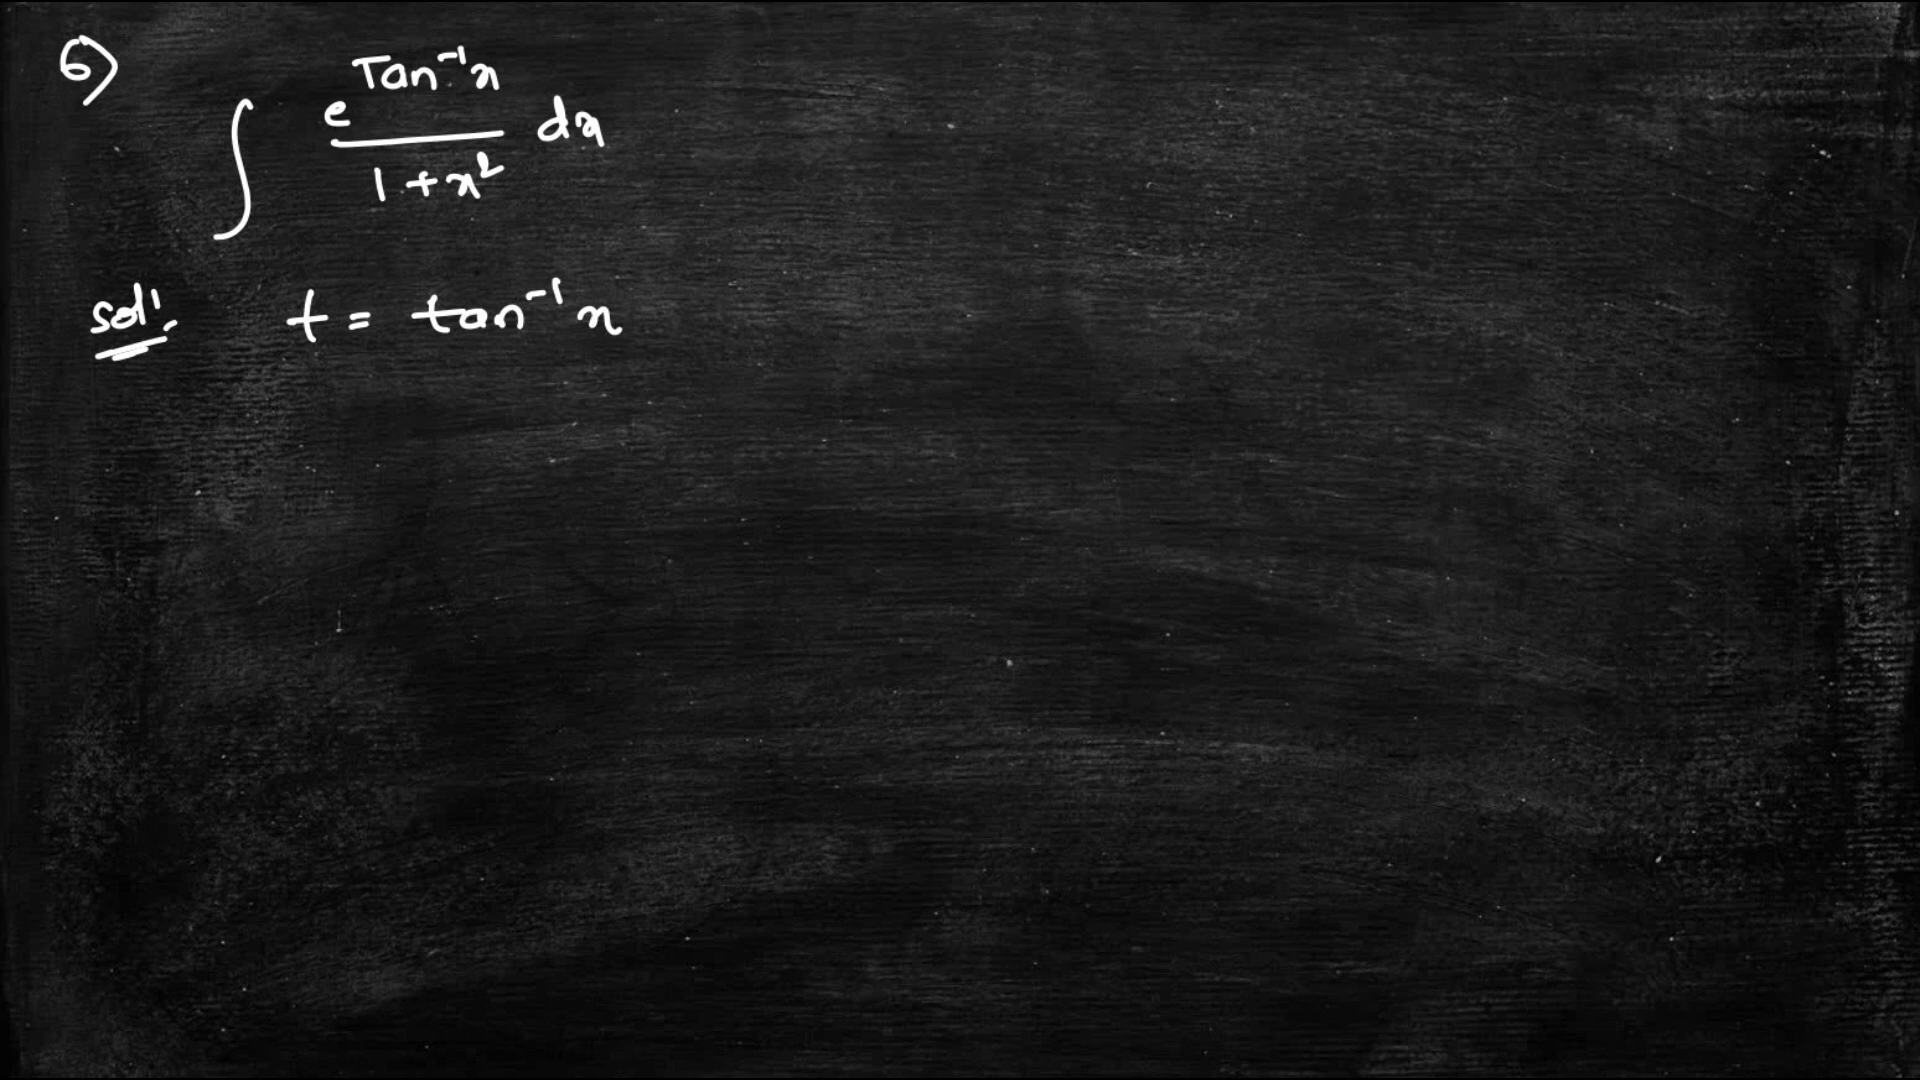 6)
∫ e^(Tan⁻¹x) / (1+x²) dx
sol: t = tan⁻¹x